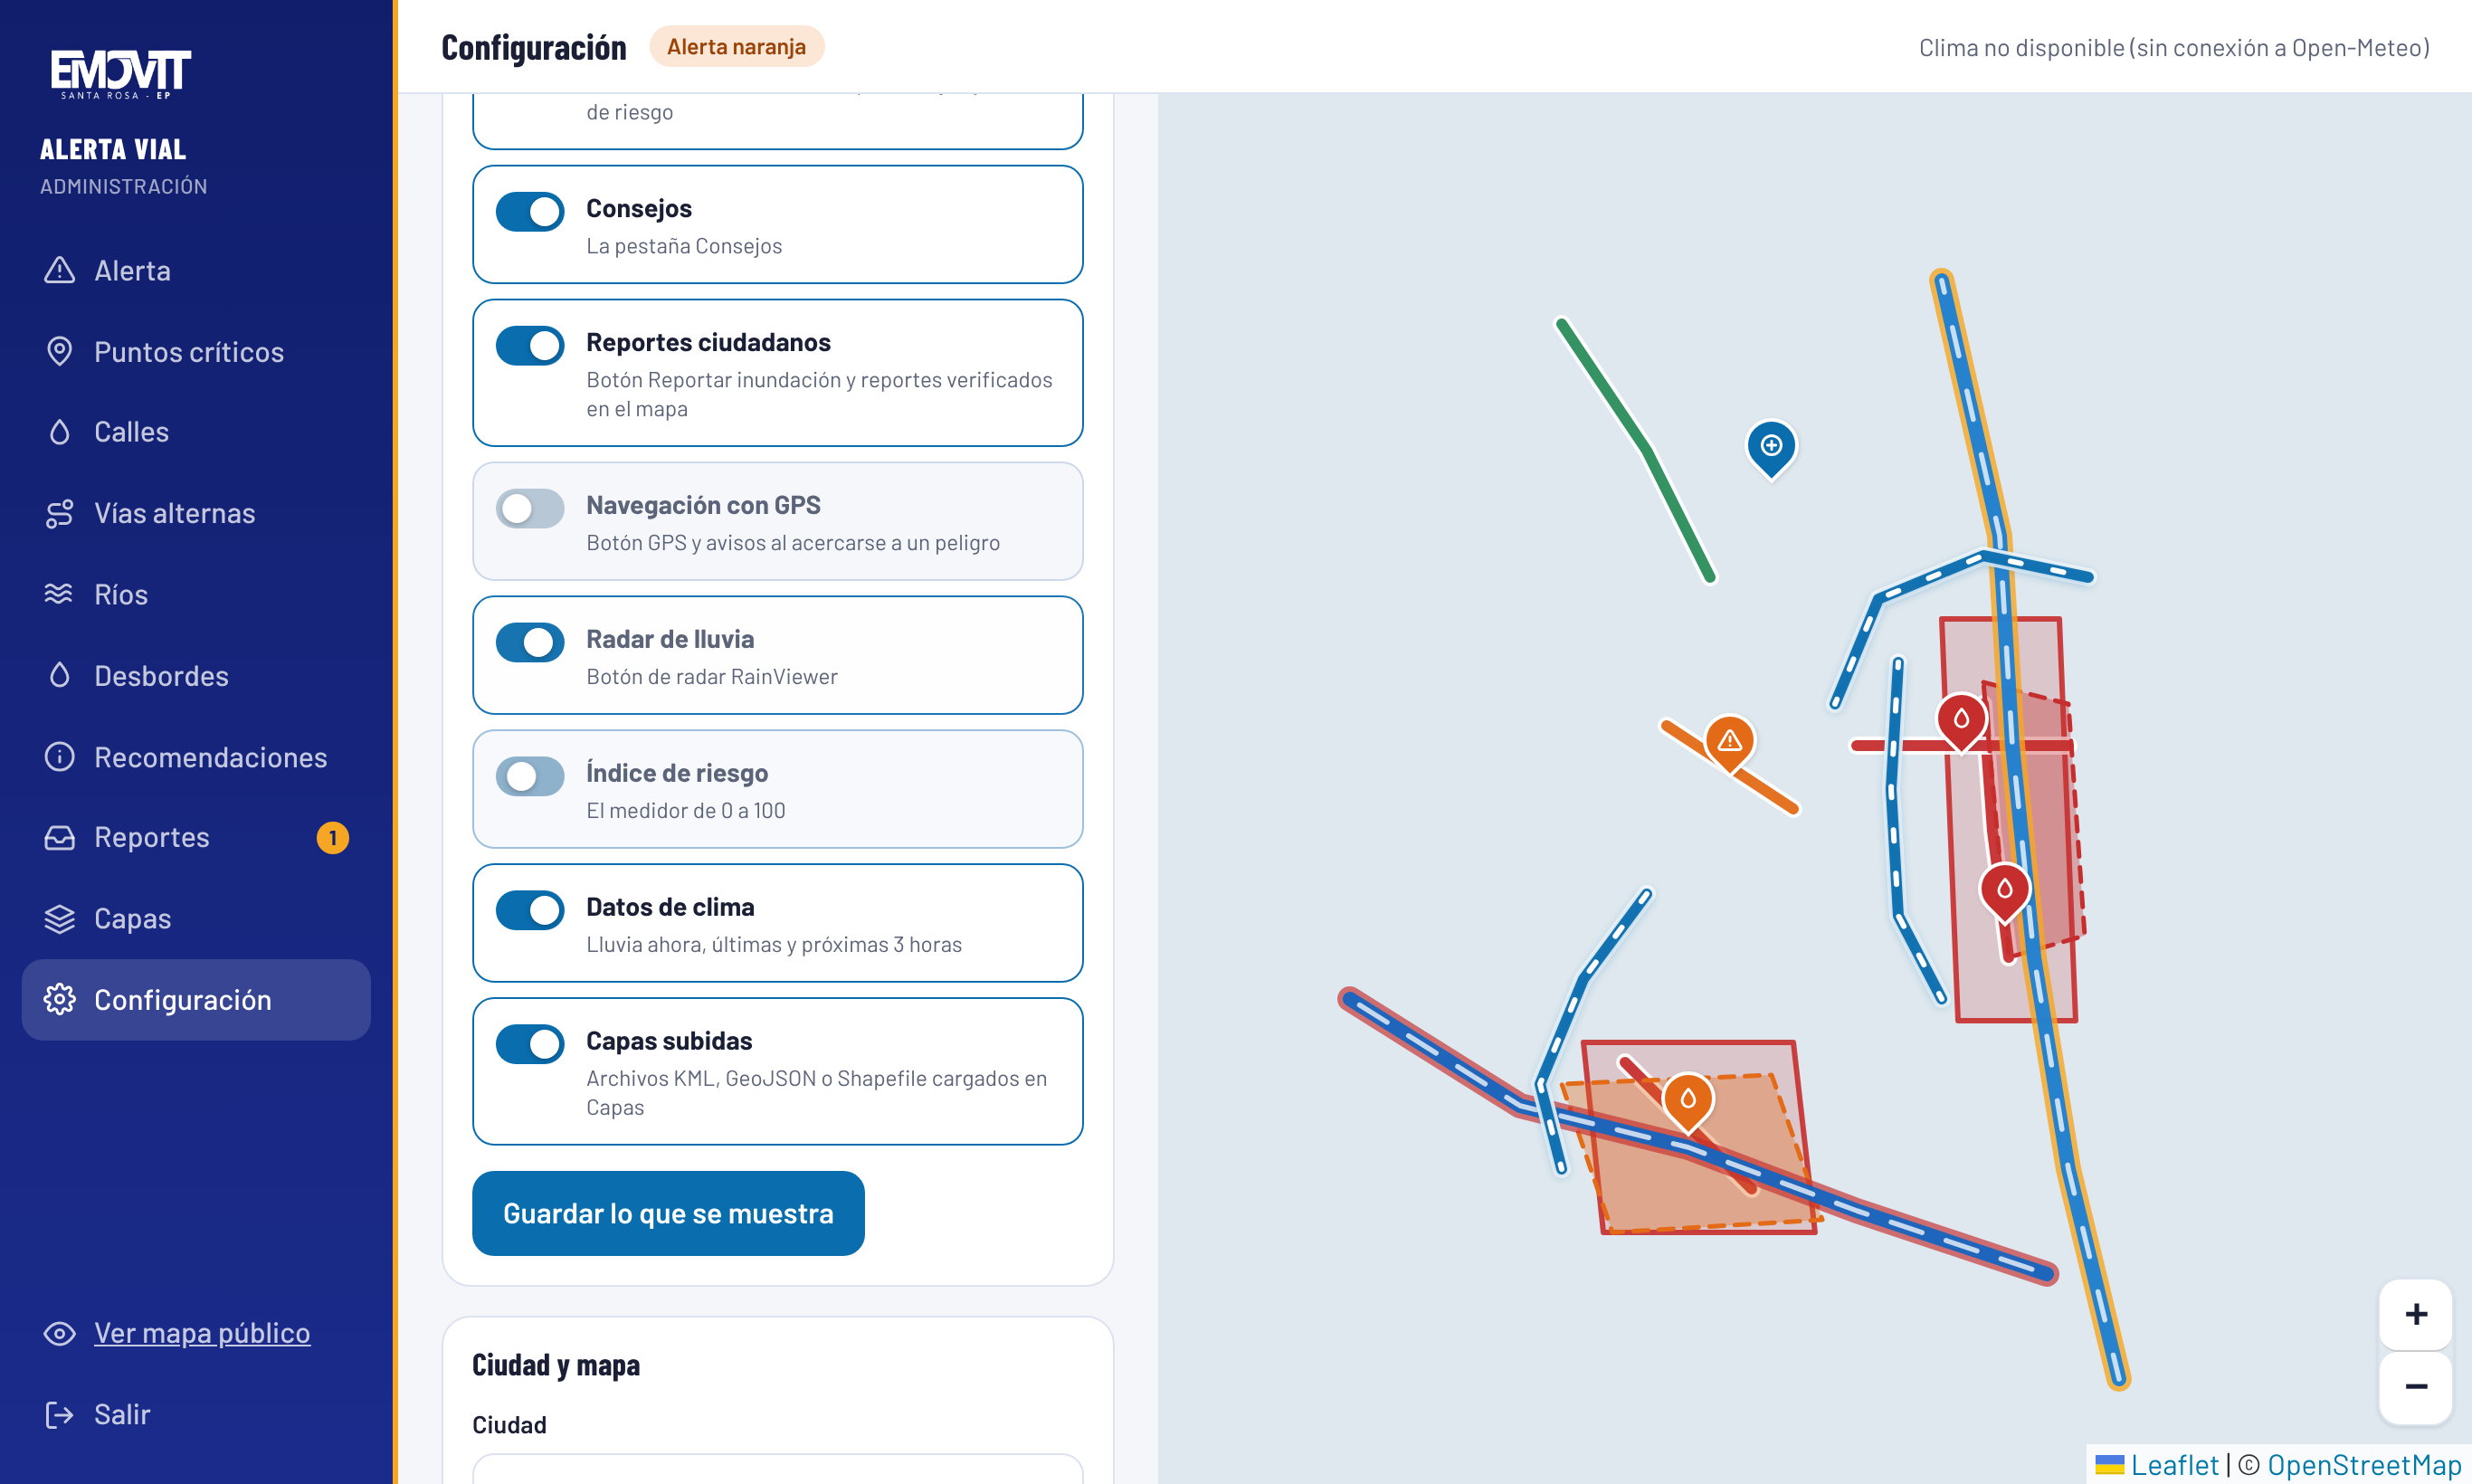 EMOVTT
SANTA ROSA - EP
ALERTA VIAL
ADMINISTRACIÓN
Alerta
Puntos críticos
Calles
Vías alternas
Ríos
Desbordes
Recomendaciones
Reportes
1
Capas
Configuración
Ver mapa público
Salir
Configuración
Alerta naranja
Clima no disponible (sin conexión a Open-Meteo)
de riesgo
Consejos
La pestaña Consejos
Reportes ciudadanos
Botón Reportar inundación y reportes verificados
en el mapa
Navegación con GPS
Botón GPS y avisos al acercarse a un peligro
Radar de lluvia
Botón de radar RainViewer
Índice de riesgo
El medidor de 0 a 100
Datos de clima
Lluvia ahora, últimas y próximas 3 horas
Capas subidas
Archivos KML, GeoJSON o Shapefile cargados en
Capas
Guardar lo que se muestra
Ciudad y mapa
Ciudad
+
−
Leaflet | © OpenStreetMap